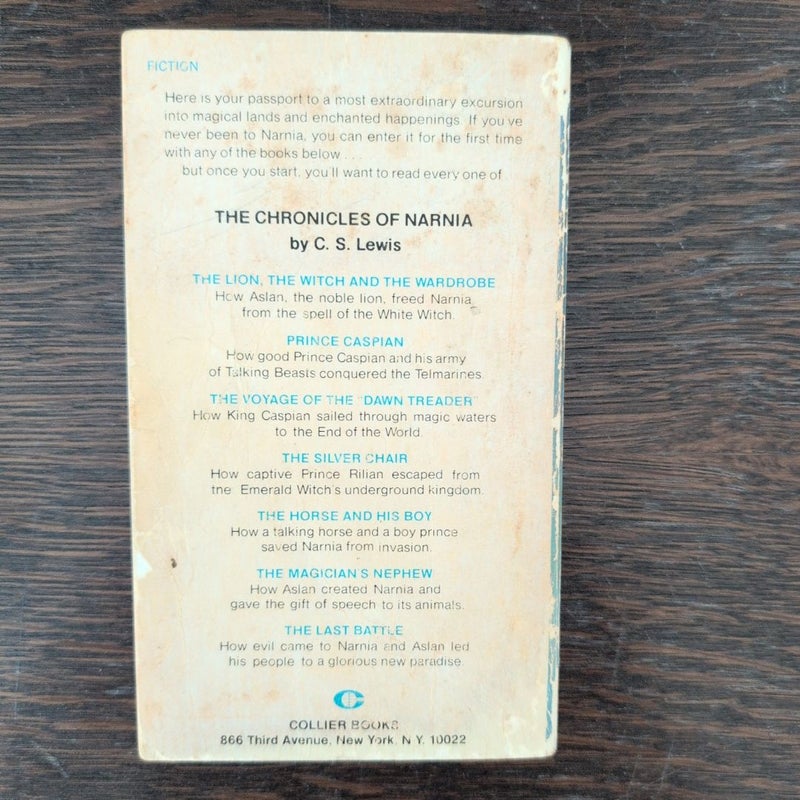 FICTION
Here is your passport to a most extraordinary excursion
into magical lands and enchanted happenings. If you've
never been to Narnia, you can enter it for the first time
with any of the books below . . .
but once you start, you'll want to read every one of
THE CHRONICLES OF NARNIA
by C. S. Lewis
THE LION, THE WITCH AND THE WARDROBE
How Aslan, the noble lion, freed Narnia
from the spell of the White Witch.
PRINCE CASPIAN
How good Prince Caspian and his army
of Talking Beasts conquered the Telmarines.
THE VOYAGE OF THE "DAWN TREADER"
How King Caspian sailed through magic waters
to the End of the World.
THE SILVER CHAIR
How captive Prince Rilian escaped from
the Emerald Witch's underground kingdom.
THE HORSE AND HIS BOY
How a talking horse and a boy prince
saved Narnia from invasion.
THE MAGICIAN'S NEPHEW
How Aslan created Narnia and
gave the gift of speech to its animals.
THE LAST BATTLE
How evil came to Narnia and Aslan led
his people to a glorious new paradise.
COLLIER BOOKS
866 Third Avenue, New York, N.Y. 10022